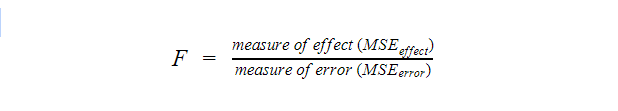 F = measure of effect (MSEeffect)
measure of error (MSEerror)